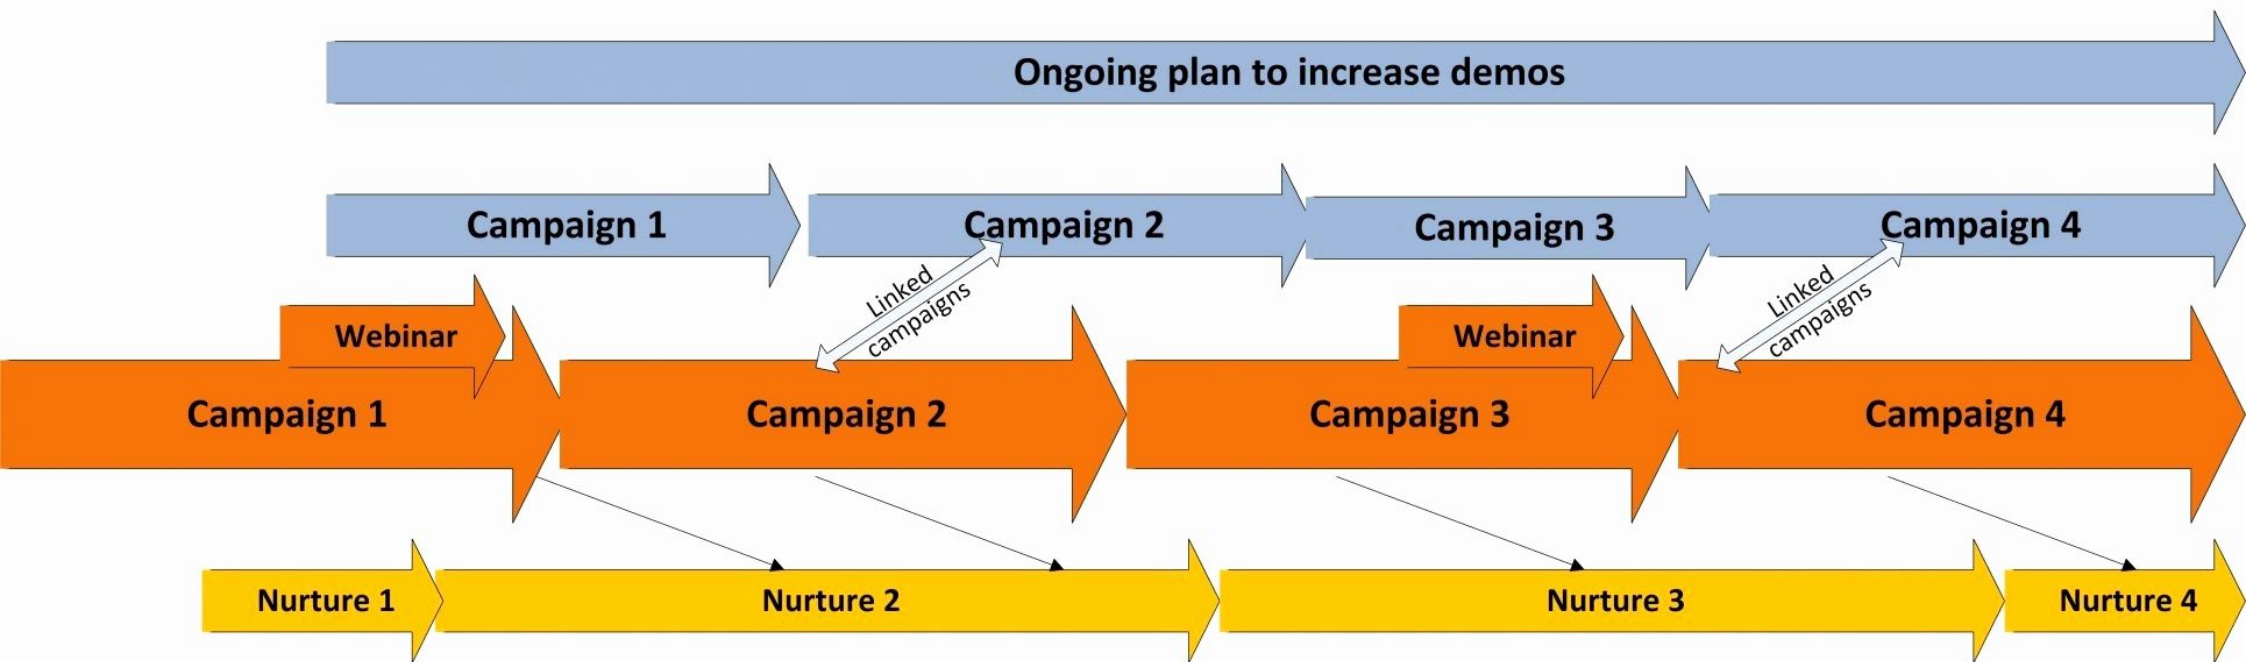 Ongoing plan to increase demos
Campaign 1
Campaign 2
Campaign 3
Campaign 4
Linked
campaigns
Linked
campaigns
Webinar
Webinar
Campaign 1
Campaign 2
Campaign 3
Campaign 4
Nurture 1
Nurture 2
Nurture 3
Nurture 4